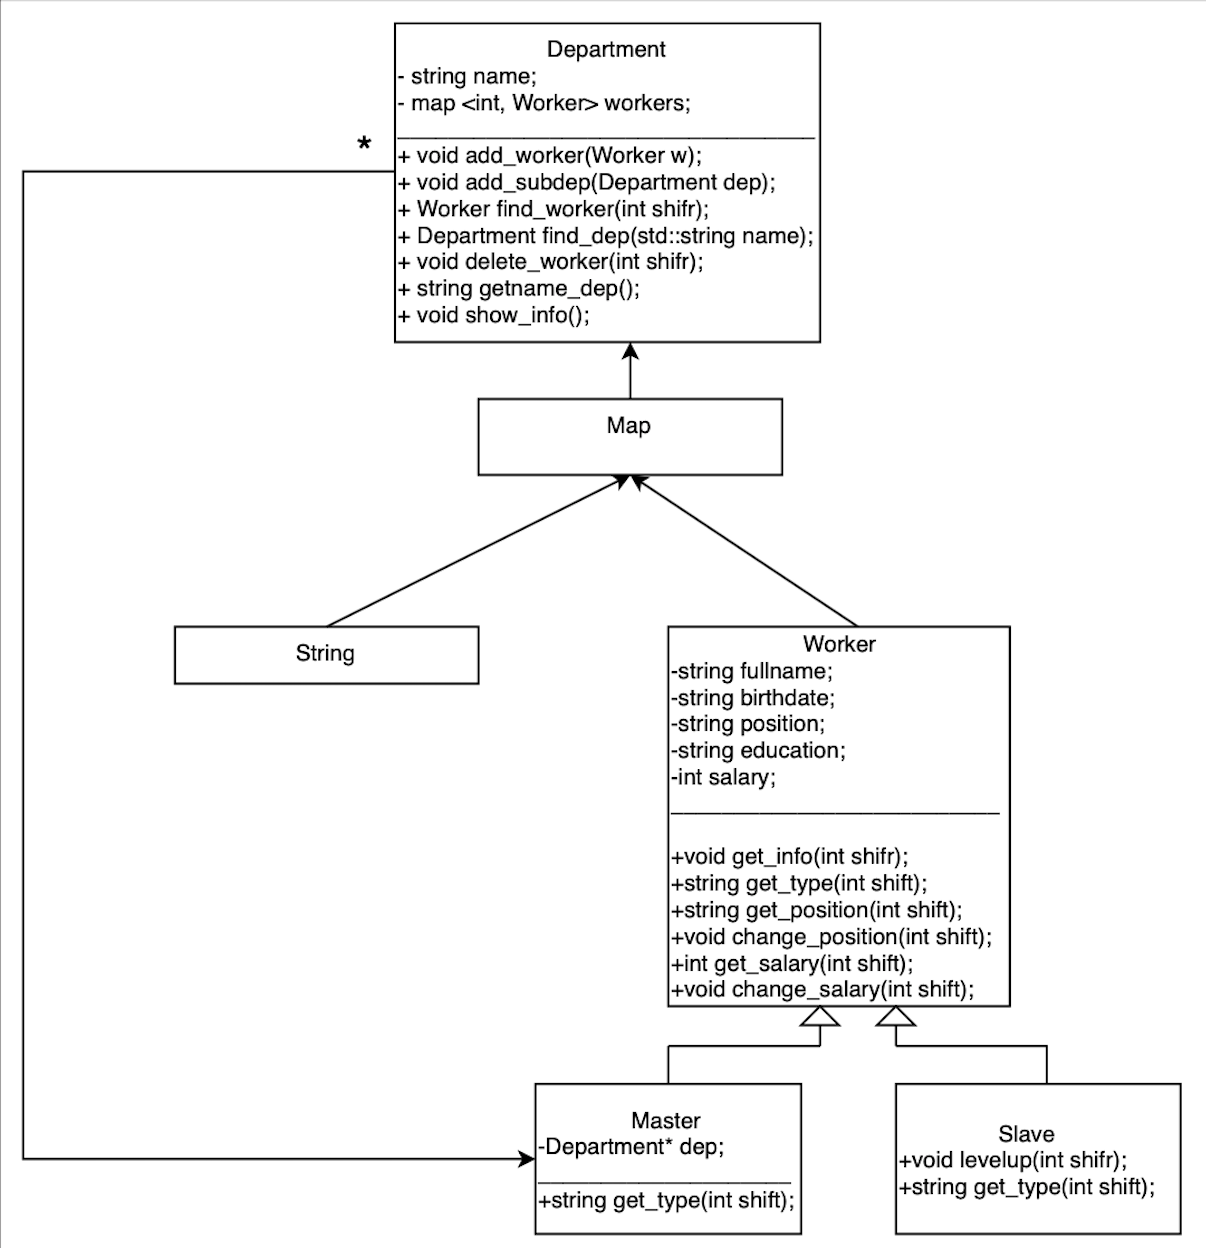 Department
- string name;
- map <int, Worker> workers;
*
+ void add_worker(Worker w);
+ void add_subdep(Department dep);
+ Worker find_worker(int shifr);
+ Department find_dep(std::string name);
+ void delete_worker(int shifr);
+ string getname_dep();
+ void show_info();
Map
String
Worker
-string fullname;
-string birthdate;
-string position;
-string education;
-int salary;
+void get_info(int shifr);
+string get_type(int shift);
+string get_position(int shift);
+void change_position(int shift);
+int get_salary(int shift);
+void change_salary(int shift);
Master
-Department* dep;
+string get_type(int shift);
Slave
+void levelup(int shifr);
+string get_type(int shift);